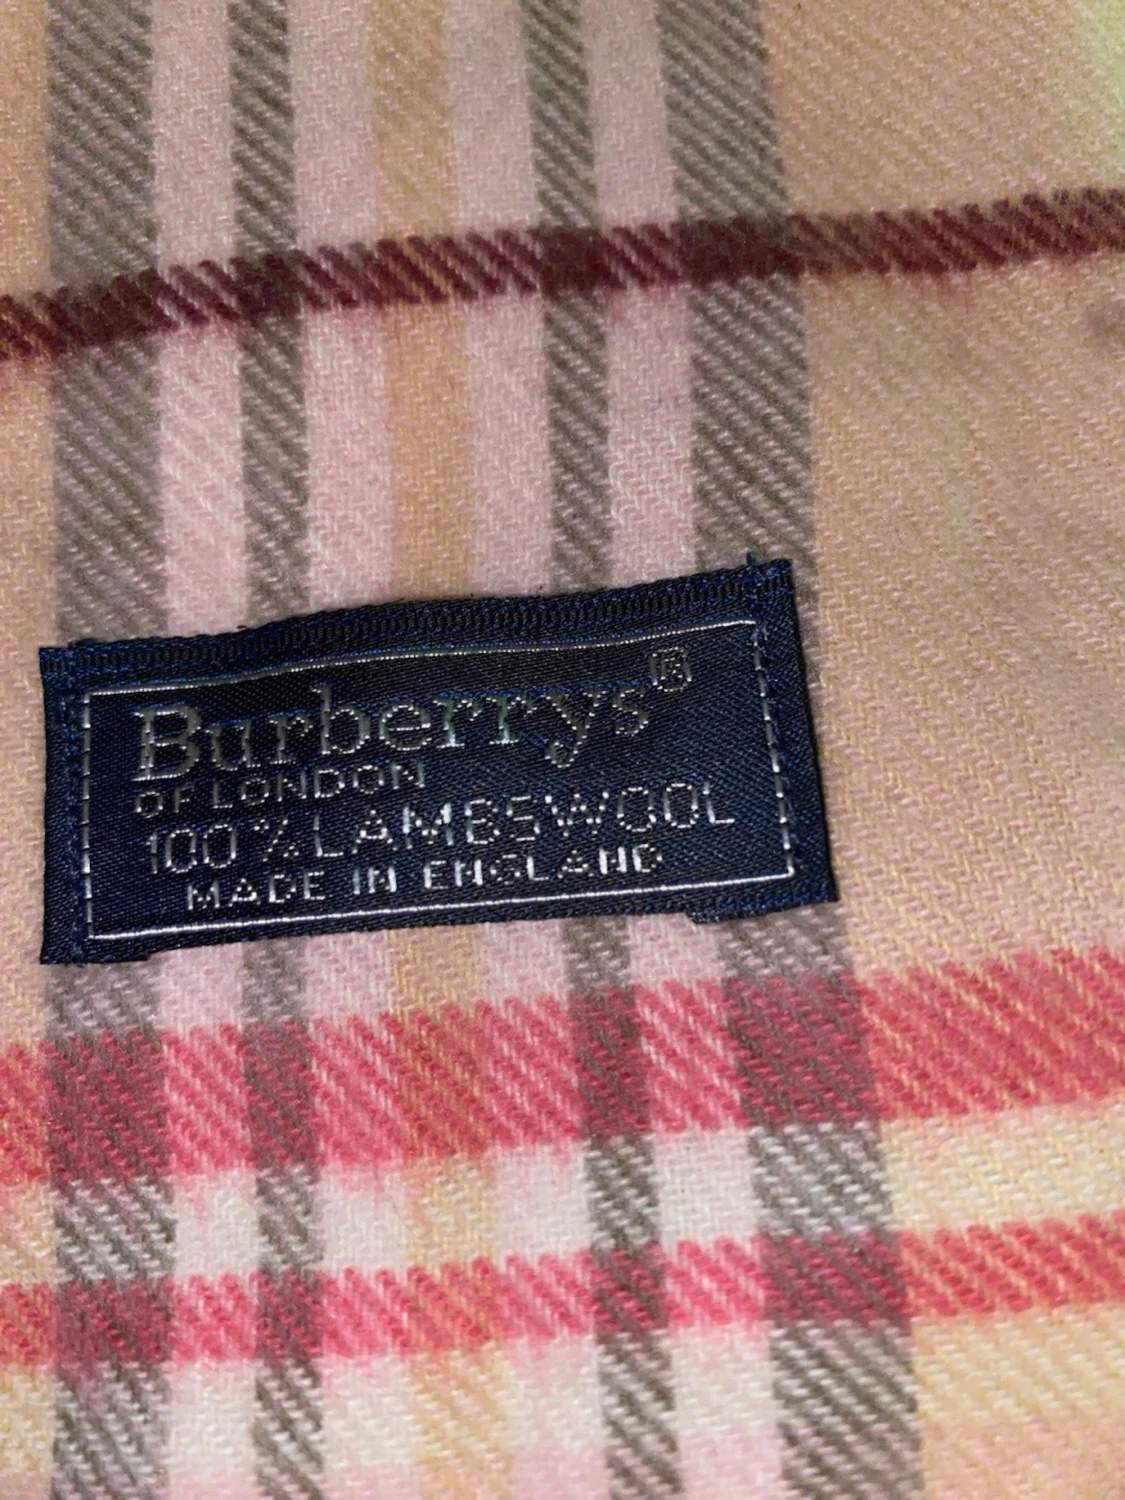 Burberrys®
OF LONDON
100% LAMBSWOOL
MADE IN ENGLAND